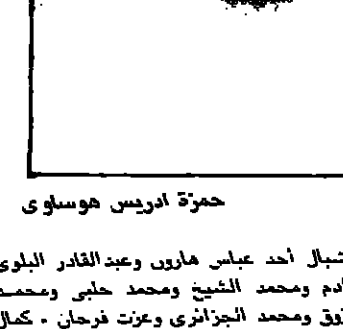 حمزة ادريس هوساوى
شبال أحد عباس هارون وعبدالقادر البلوى
ادم ومحمد الشيخ ومحمد حلبى ومحمد
وق ومحمد الجزائرى وعزت فرحان . كمال